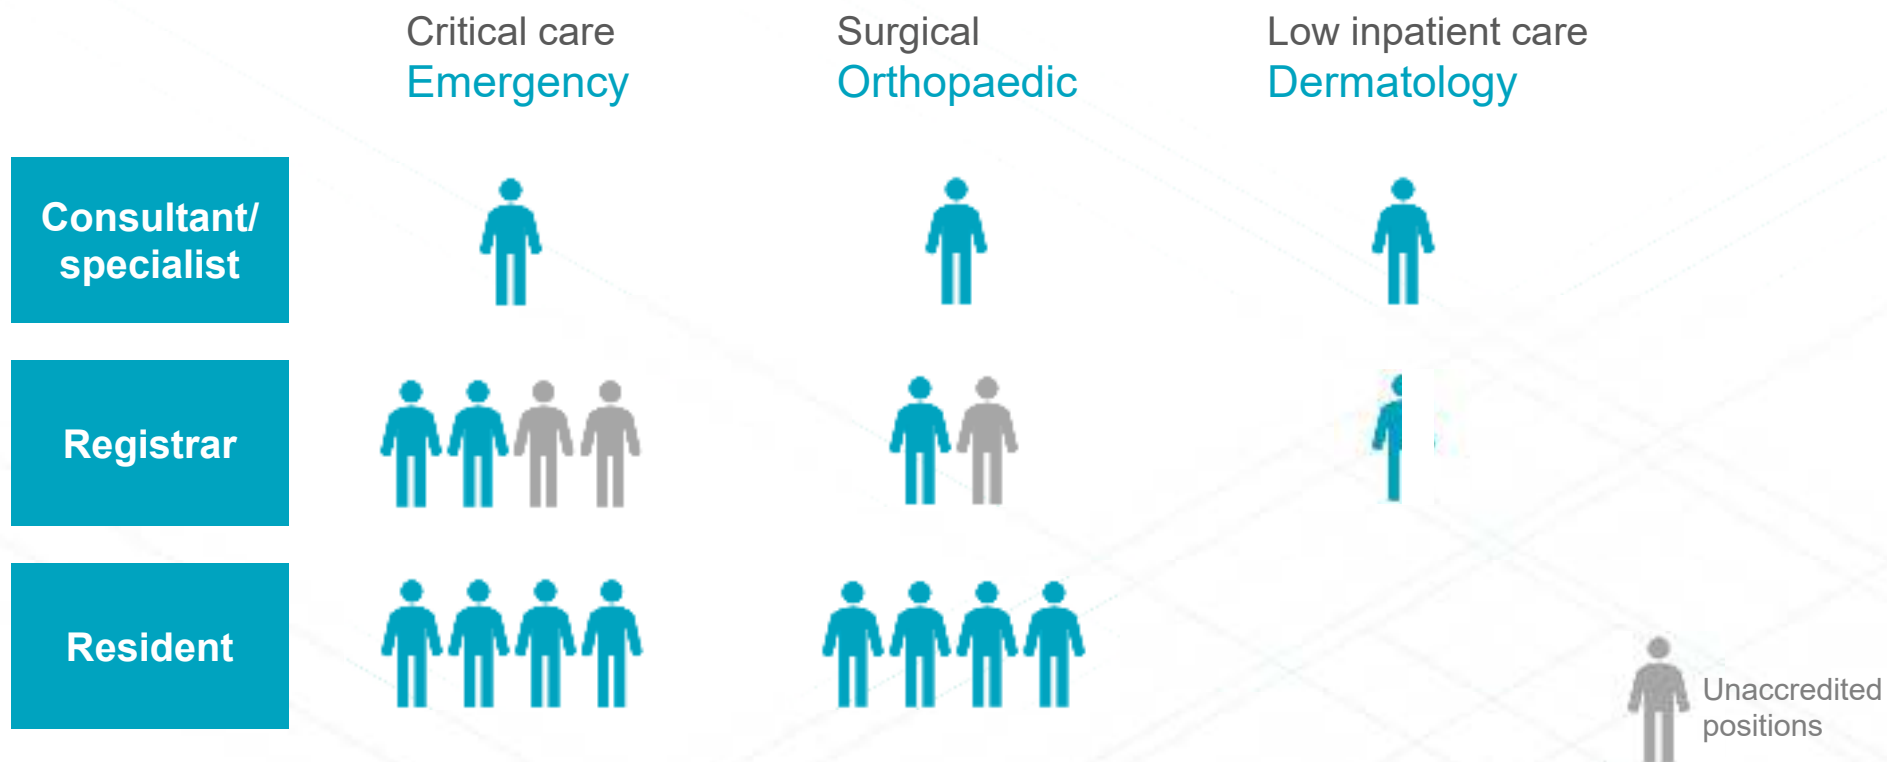 Critical care
Emergency
Surgical
Orthopaedic
Low inpatient care
Dermatology
Consultant/
specialist
Registrar
Resident
Unaccredited
positions